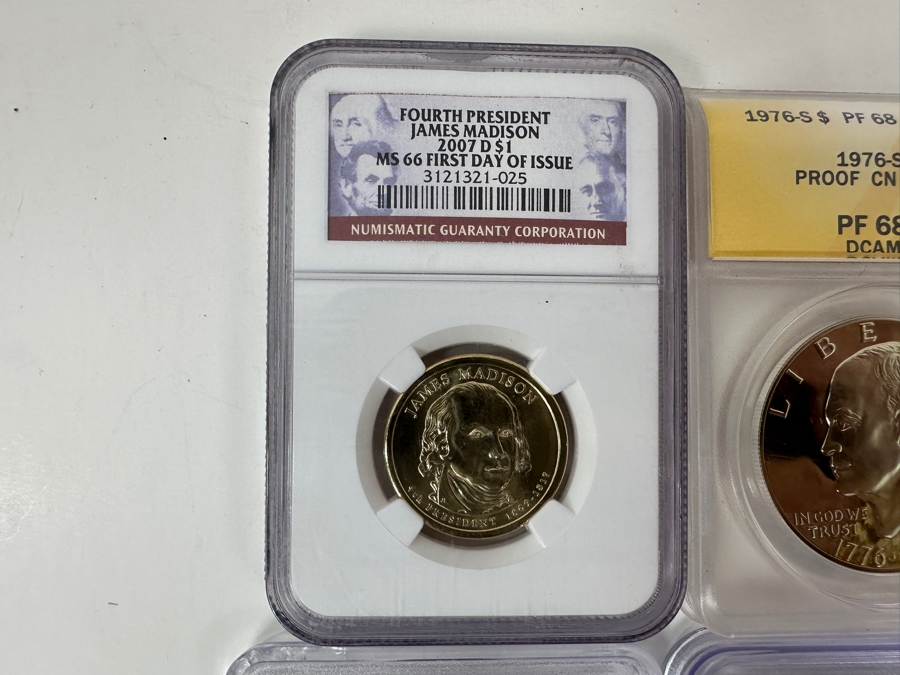 FOURTH PRESIDENT
JAMES MADISON
2007 D $1
MS 66 FIRST DAY OF ISSUE
3121321-025
NUMISMATIC GUARANTY CORPORATION
JAMES MADISON
4th PRESIDENT 1809-1817
1976-S $ PF 68
1976-S
PROOF CN
PF 68
DCAM
LIBE
IN GOD WE
TRUST
1776